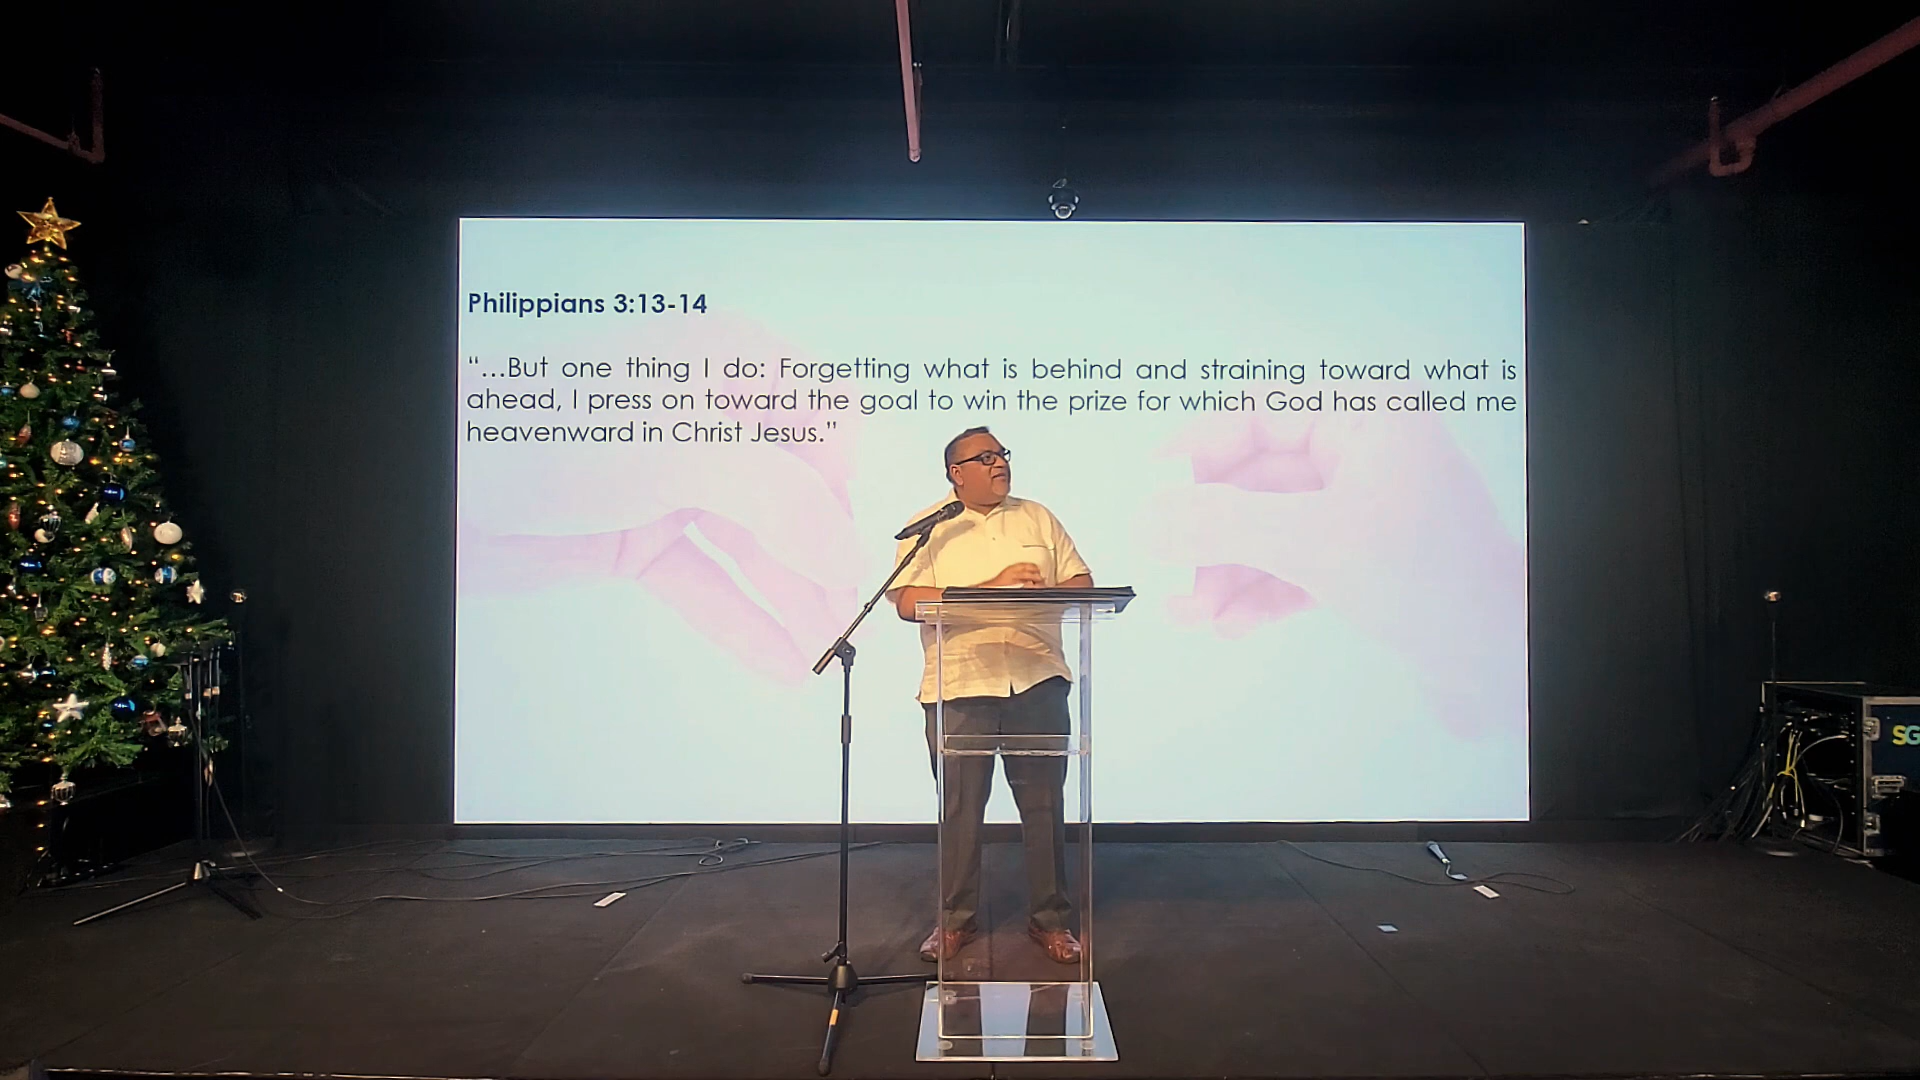 Philippians 3:13-14
“…But one thing I do: Forgetting what is behind and straining toward what is
ahead, I press on toward the goal to win the prize for which God has called me
heavenward in Christ Jesus.”
SG